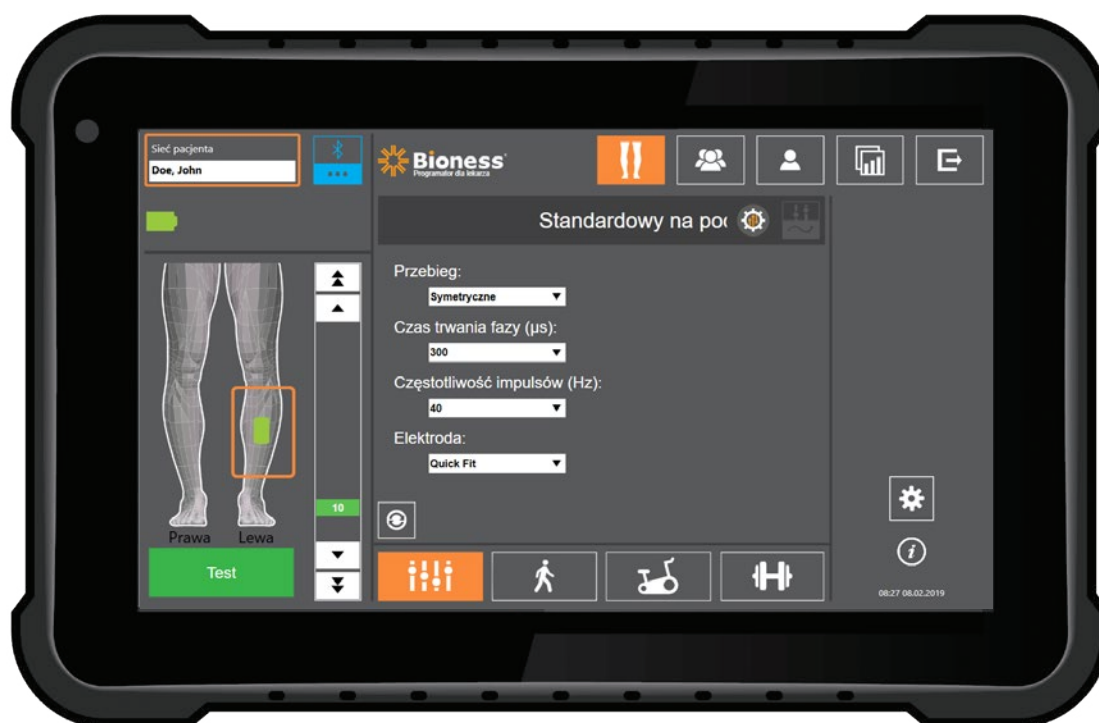 Sieć pacjenta
Doe, John
Bioness
Programator dla lekarza
Standardowy na poc
Przebieg:
Symetryczne
Czas trwania fazy (µs):
300
Częstotliwość impulsów (Hz):
40
Elektroda:
Quick Fit
10
Prawa Lewa
Test
i
08:27 08.02.2019